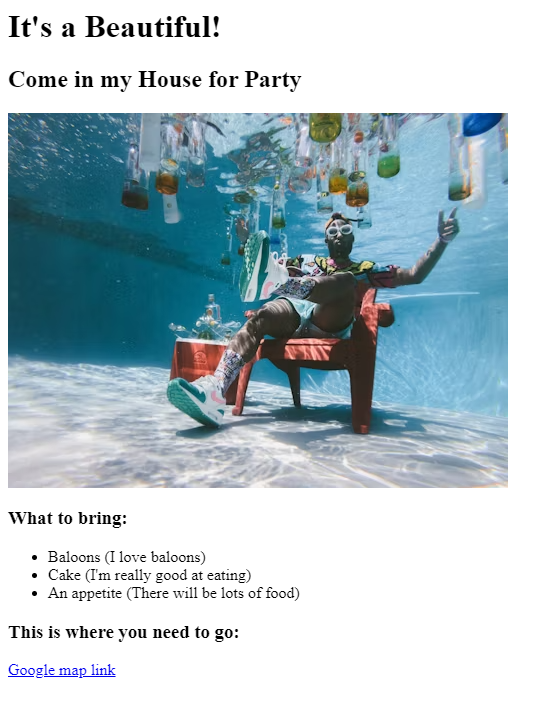 It's a Beautiful!
Come in my House for Party
What to bring:
Baloons (I love baloons)
Cake (I'm really good at eating)
An appetite (There will be lots of food)
This is where you need to go:
Google map link